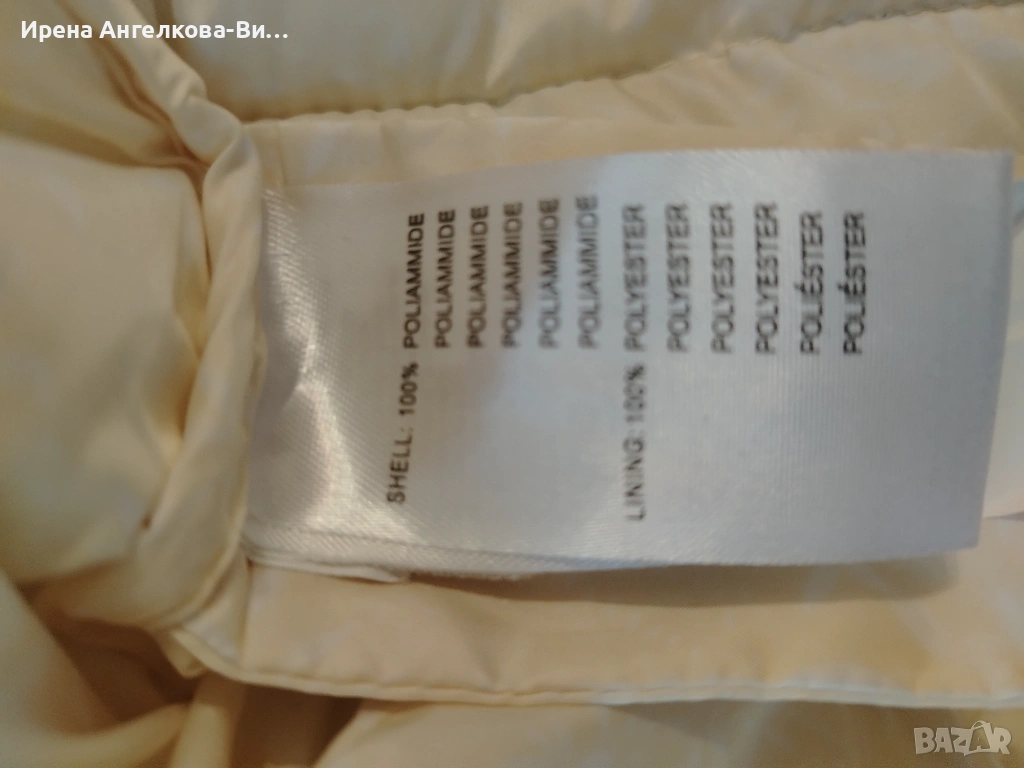 Ирена Ангелкова-Ви...
SHELL: 100% POLIAMMIDE
POLIAMMIDE
POLIAMMIDE
POLIAMMIDE
POLIAMMIDE
POLIAMMIDE
LINING: 100% POLYESTER
POLYESTER
POLYESTER
POLYESTER
POLIÉSTER
POLIÉSTER
BAZAR